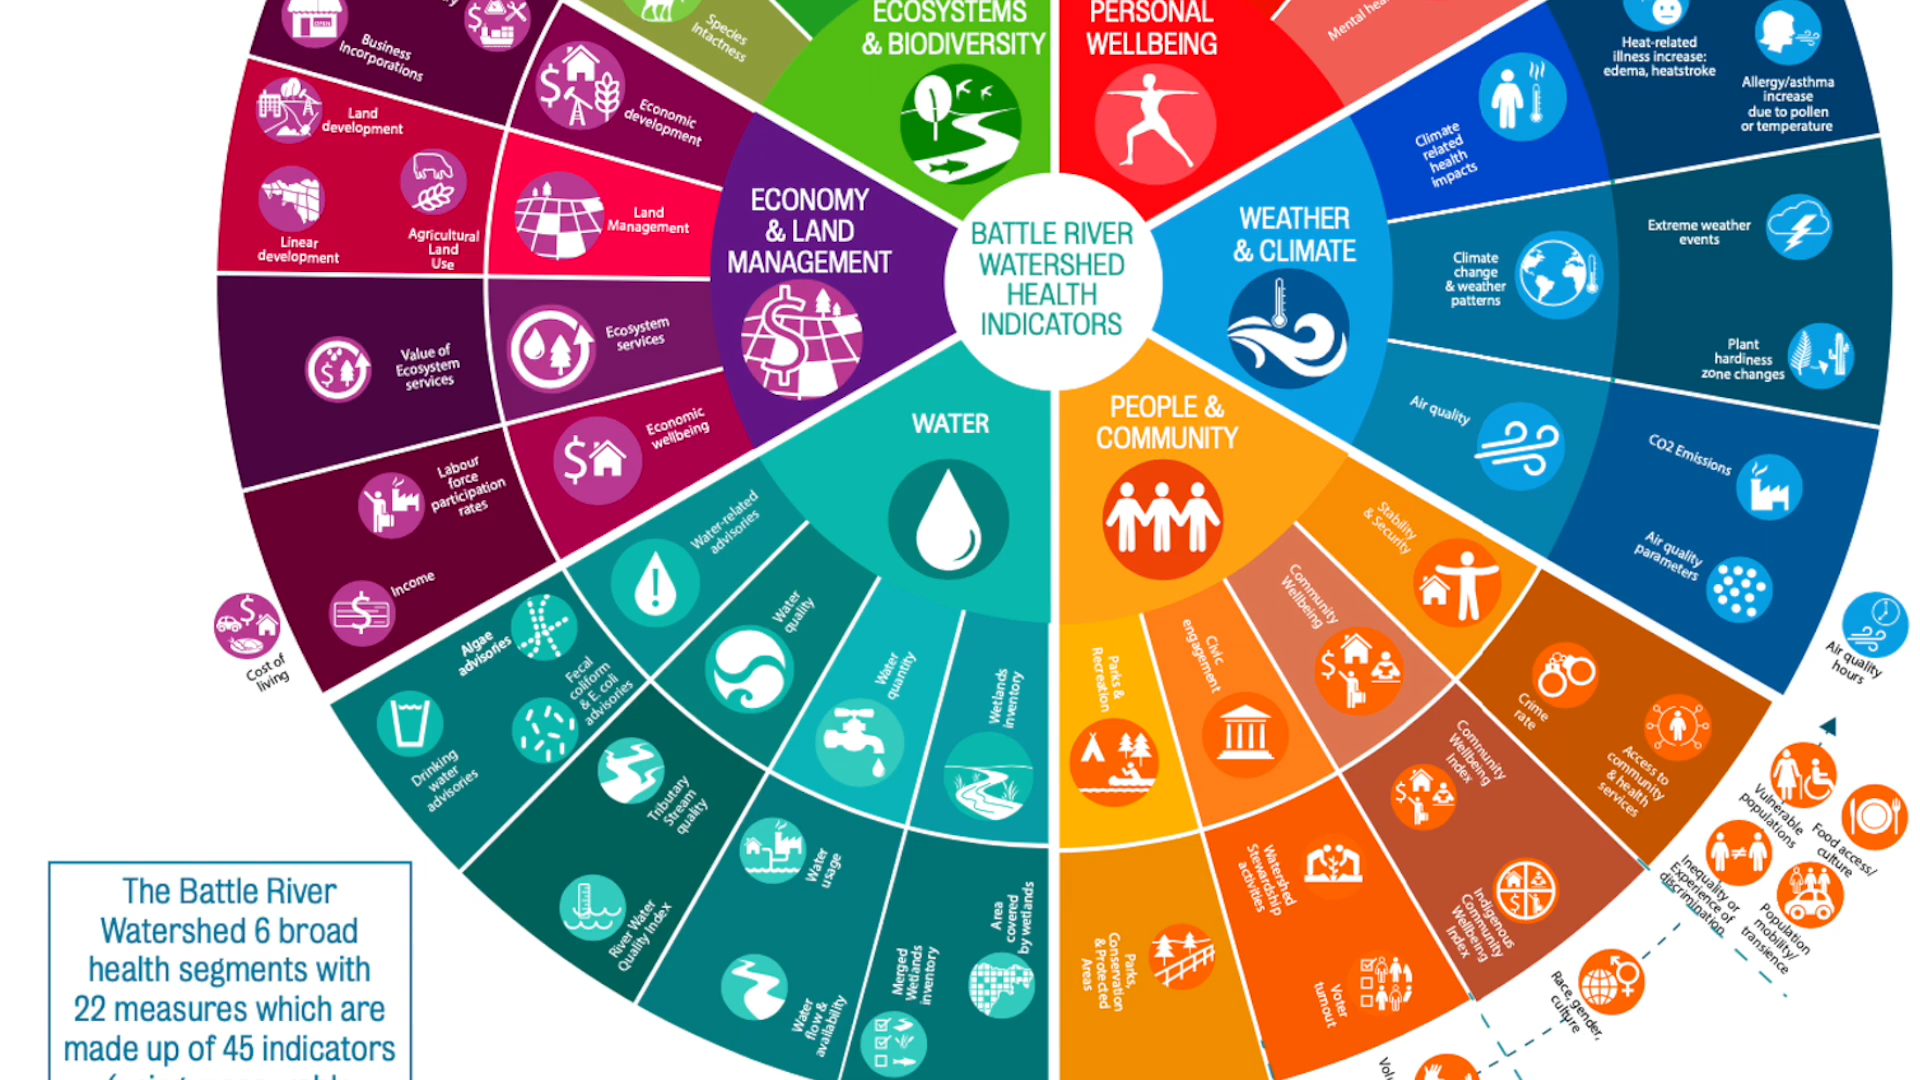 ECOSYSTEMS
& BIODIVERSITY
PERSONAL
WELLBEING
BATTLE RIVER
WATERSHED
HEALTH
INDICATORS
Species
Intactness
Business
Incorporations
Economic
development
Land
development
Linear
development
Agricultural
Land
Use
Land
Management
ECONOMY
& LAND
MANAGEMENT
Value of
Ecosystem
services
Ecosystem
services
Economic
wellbeing
Labour
force
participation
rates
Income
Cost of
living
OPEN
WEATHER
& CLIMATE
Climate
related
health
impacts
Heat-related
illness increase:
edema, heatstroke
Allergy/asthma
increase
due to pollen
or temperature
Climate
change
& weather
patterns
Extreme weather
events
Plant
hardiness
zone changes
Air quality
CO2 Emissions
Air quality
parameters
Air quality
hours
WATER
Water-related
advisories
Algae
advisories
Fecal
coliform
& E. coli
advisories
Drinking
water
advisories
Water
quality
Tributary
Stream
quality
River Water
Quality Index
Water
quantity
Water
usage
Water
flow &
availability
Wetlands
inventory
Merged
Wetlands
inventory
Area
covered
by wetlands
PEOPLE &
COMMUNITY
Parks &
Recreation
Parks,
Conservation
& Protected
Areas
Civic
engagement
Watershed
Stewardship
activities
Voter
turnout
Community
Wellbeing
Community
Wellbeing
Index
Indigenous
Community
Wellbeing
Index
Stability
& Security
Crime
rate
Access to
community
& health
services
Vulnerable
populations
Food access/
culture
Inequality or
Experience of
discrimination
Population
mobility/
transience
Race, gender,
culture
The Battle River
Watershed 6 broad
health segments with
22 measures which are
made up of 45 indicators